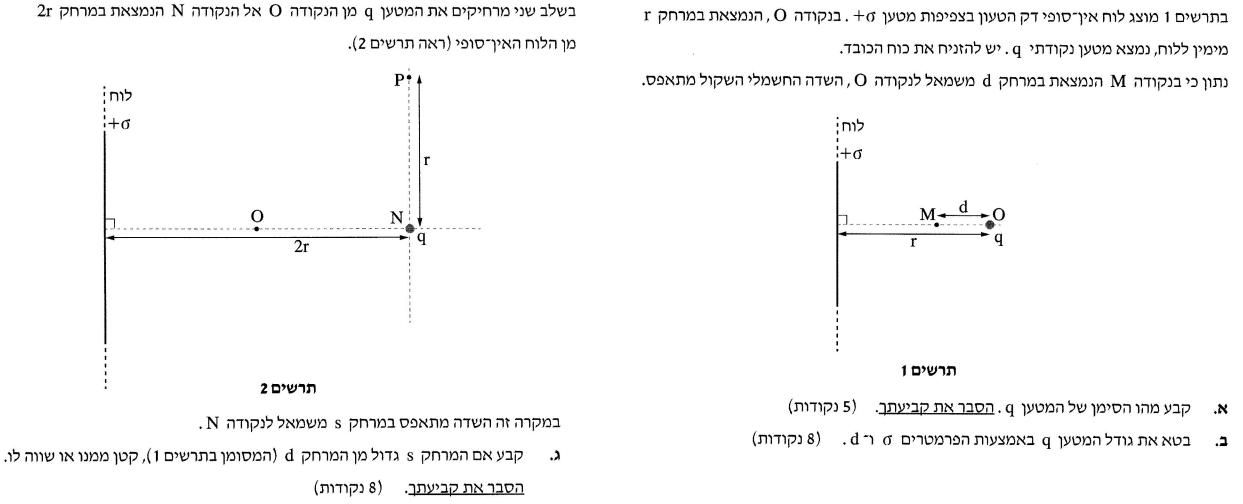 בתרשים 1 מוצג לוח אין־סופי דק הטעון בצפיפות מטען +σ. בנקודה O, הנמצאת במרחק r
מימין ללוח, נמצא מטען נקודתי q. יש להזניח את כוח הכובד.
נתון כי בנקודה M הנמצאת במרחק d משמאל לנקודה O, השדה החשמלי השקול מתאפס.
לוח
+σ
M d O
r q
תרשים 1
א. קבע מהו הסימן של המטען q. הסבר את קביעתך. (5 נקודות)
ב. בטא את גודל המטען q באמצעות הפרמטרים σ ו־d. (8 נקודות)
בשלב שני מרחיקים את המטען q מן הנקודה O אל הנקודה N הנמצאת במרחק 2r
מן הלוח האין־סופי (ראה תרשים 2).
P
לוח
+σ
r
O N
2r q
תרשים 2
במקרה זה השדה מתאפס במרחק s משמאל לנקודה N.
ג. קבע אם המרחק s גדול מן המרחק d (המסומן בתרשים 1), קטן ממנו או שווה לו.
הסבר את קביעתך. (8 נקודות)